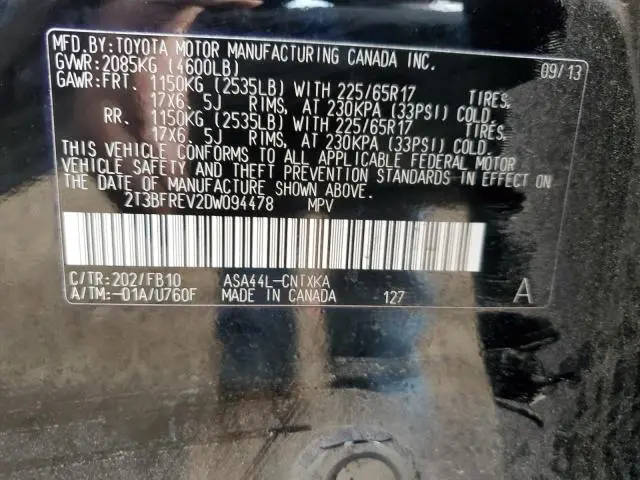 MFD.BY:TOYOTA MOTOR MANUFACTURING CANADA INC.
GVWR:2085KG (4600LB) 09/13
GAWR:FRT. 1150KG (2535LB) WITH 225/65R17 TIRES,
17X6.5J RIMS, AT 230KPA (33PSI) COLD.
RR. 1150KG (2535LB) WITH 225/65R17 TIRES,
17X6.5J RIMS, AT 230KPA (33PSI) COLD.
THIS VEHICLE CONFORMS TO ALL APPLICABLE FEDERAL MOTOR
VEHICLE SAFETY AND THEFT PREVENTION STANDARDS IN EFFECT ON
THE DATE OF MANUFACTURE SHOWN ABOVE.
2T3BFREV2DW094478 MPV
C/TR:202/FB10 ASA44L-CNTXKA
A/TM:-01A/U760F MADE IN CANADA 127 A